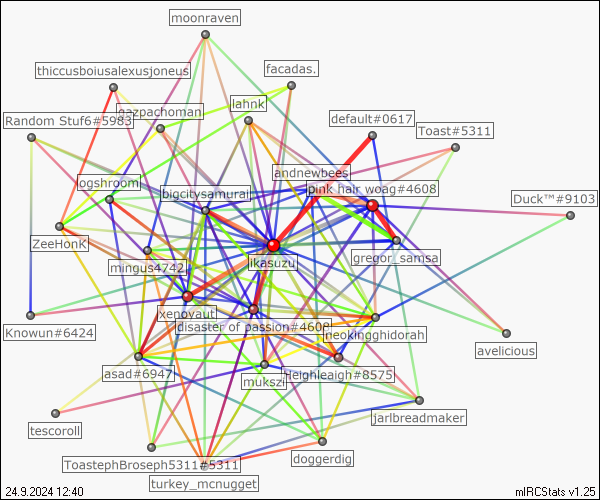 moonraven
thiccusboiusalexusjoneus
facadas.
gazpachoman
lahnk
Random Stuf6#5983
default#0617
Toast#5311
andnewbees
ogshroom
bigcitysamurai
pink hair woag#4608
Duck™#9103
ZeeHonk
mingus4742
ikasuzu
gregor_samsa
xenovault
disaster of passion#4608
neokingghidorah
Knowun#6424
avelicious
asad#6947
mukszi
Heighleaigh#8575
jarlbreadmaker
tescoroll
ToastephBroseph5311#5311
doggerdig
turkey_mcnugget
24.9.2024 12:40
mIRCStats v1.25